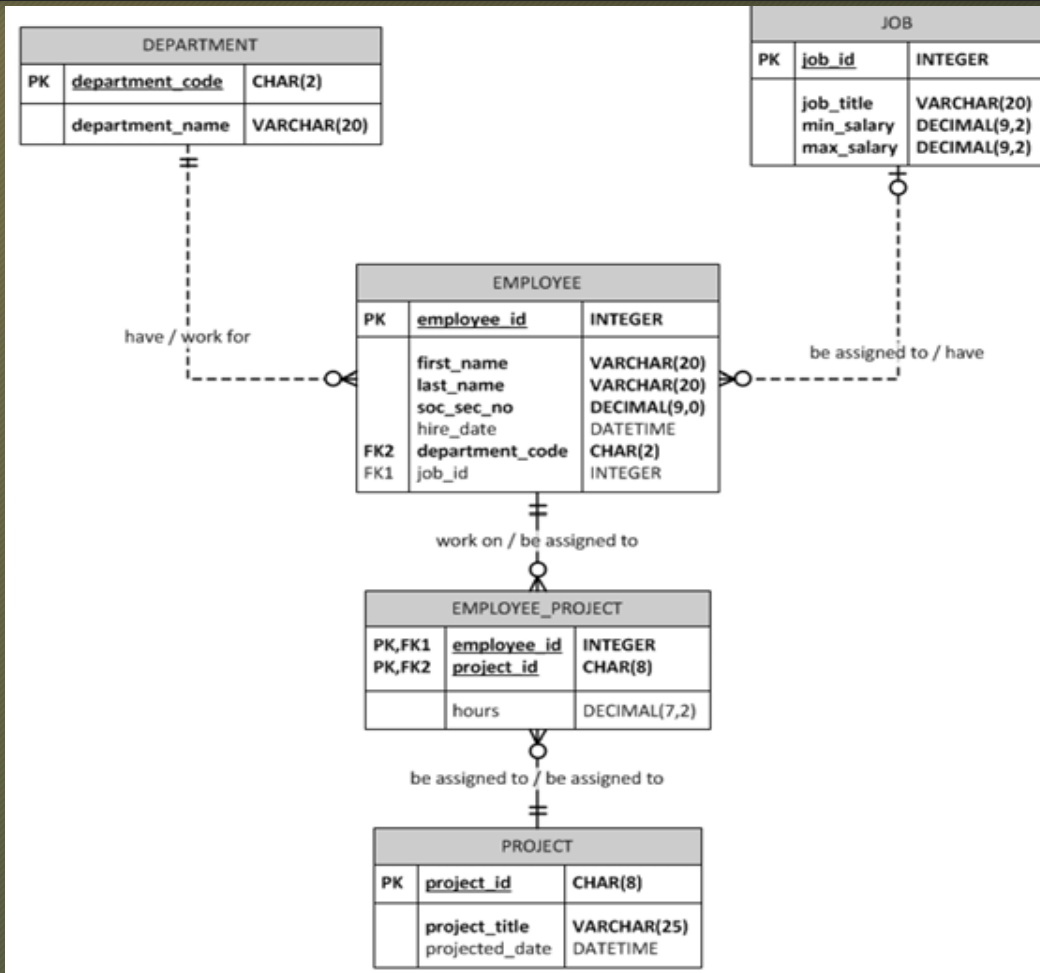 DEPARTMENT
PK department_code CHAR(2)
department_name VARCHAR(20)
JOB
PK job_id INTEGER
job_title VARCHAR(20)
min_salary DECIMAL(9,2)
max_salary DECIMAL(9,2)
have / work for
be assigned to / have
EMPLOYEE
PK employee_id INTEGER
first_name VARCHAR(20)
last_name VARCHAR(20)
soc_sec_no DECIMAL(9,0)
hire_date DATETIME
FK2 department_code CHAR(2)
FK1 job_id INTEGER
work on / be assigned to
EMPLOYEE_PROJECT
PK,FK1 employee_id INTEGER
PK,FK2 project_id CHAR(8)
hours DECIMAL(7,2)
be assigned to / be assigned to
PROJECT
PK project_id CHAR(8)
project_title VARCHAR(25)
projected_date DATETIME